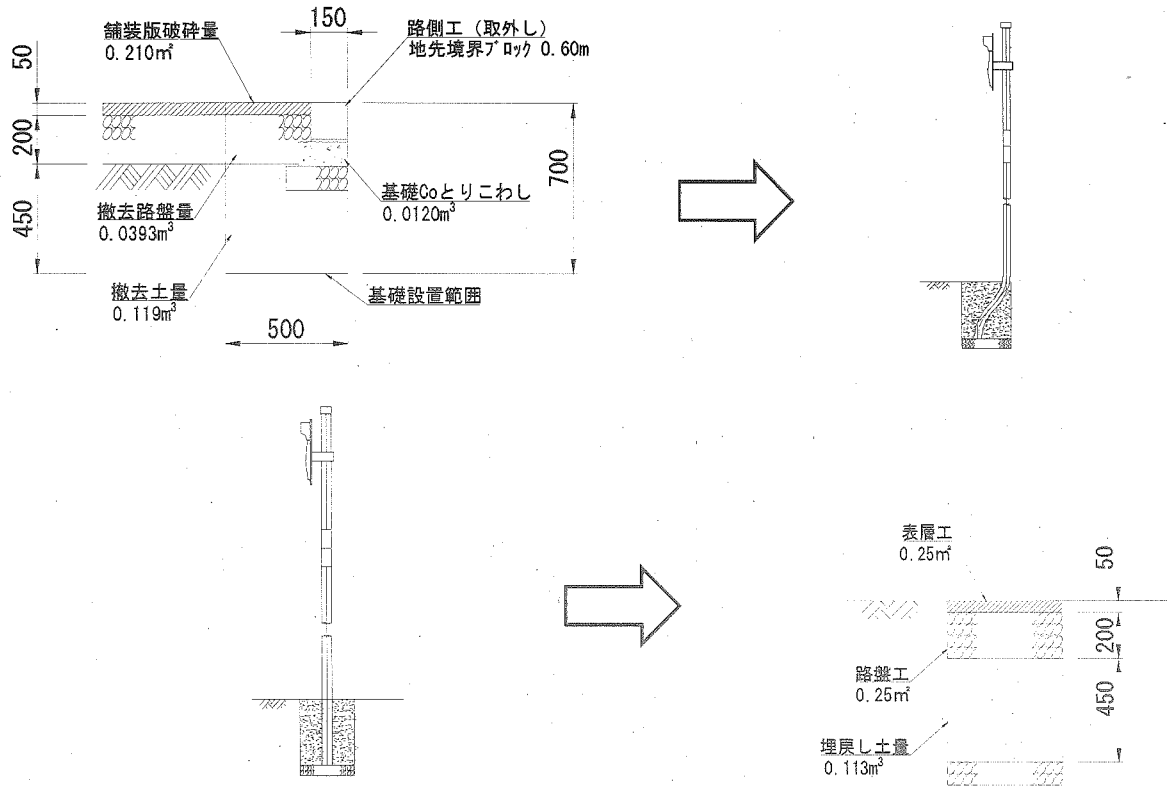 舗装版破砕量
0.210㎡
150
路側工（取外し）
地先境界ﾌﾞﾛｯｸ 0.60m
50
200
450
700
撤去路盤量
0.0393m³
基礎Coとりこわし
0.0120m³
撤去土量
0.119m³
基礎設置範囲
500
表層工
0.25㎡
50
200
450
路盤工
0.25㎡
埋戻し土量
0.113m³